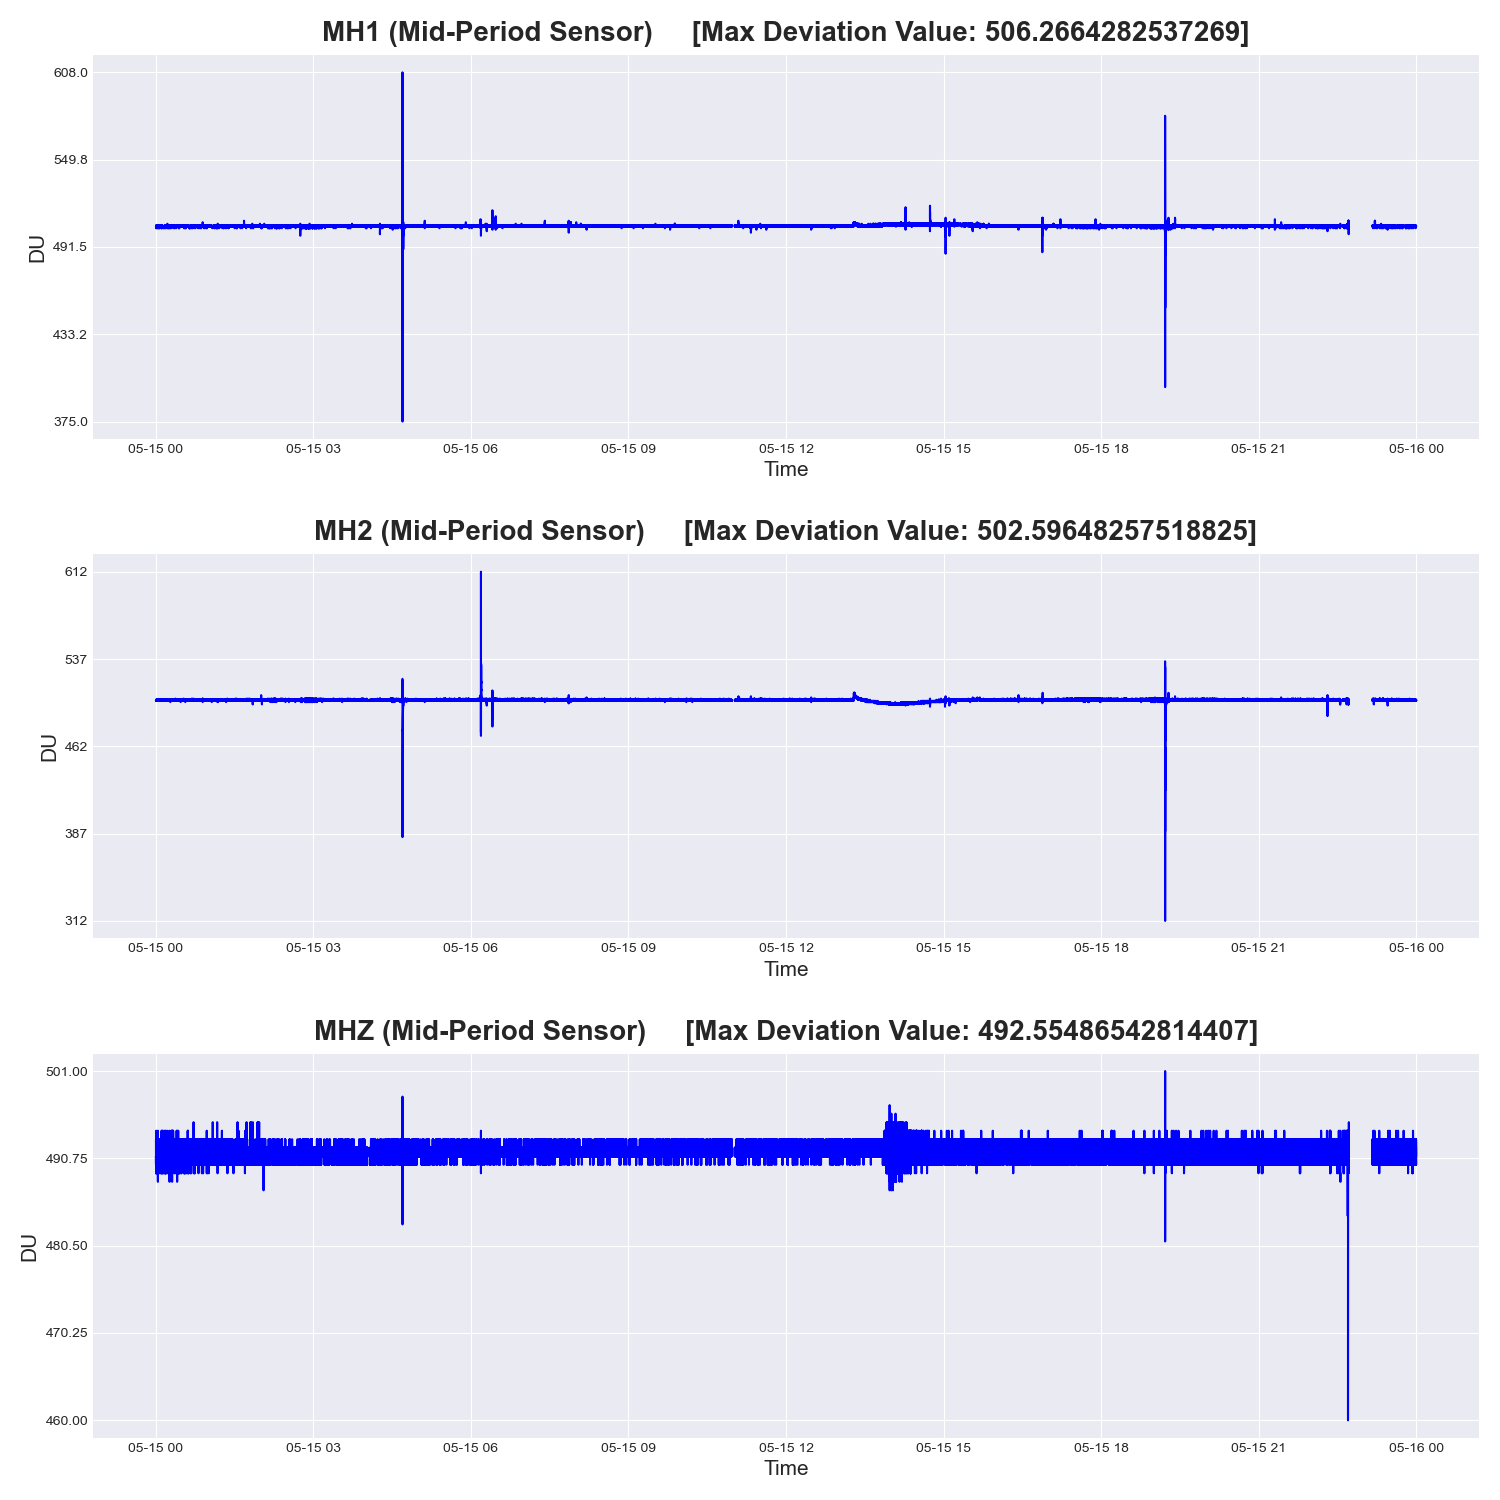 MH1 (Mid-Period Sensor) [Max Deviation Value: 506.2664282537269]
608.0
549.8
491.5
433.2
375.0
DU
05-15 00 05-15 03 05-15 06 05-15 09 05-15 12 05-15 15 05-15 18 05-15 21 05-16 00
Time
MH2 (Mid-Period Sensor) [Max Deviation Value: 502.59648257518825]
612
537
462
387
312
DU
05-15 00 05-15 03 05-15 06 05-15 09 05-15 12 05-15 15 05-15 18 05-15 21 05-16 00
Time
MHZ (Mid-Period Sensor) [Max Deviation Value: 492.55486542814407]
501.00
490.75
480.50
470.25
460.00
DU
05-15 00 05-15 03 05-15 06 05-15 09 05-15 12 05-15 15 05-15 18 05-15 21 05-16 00
Time